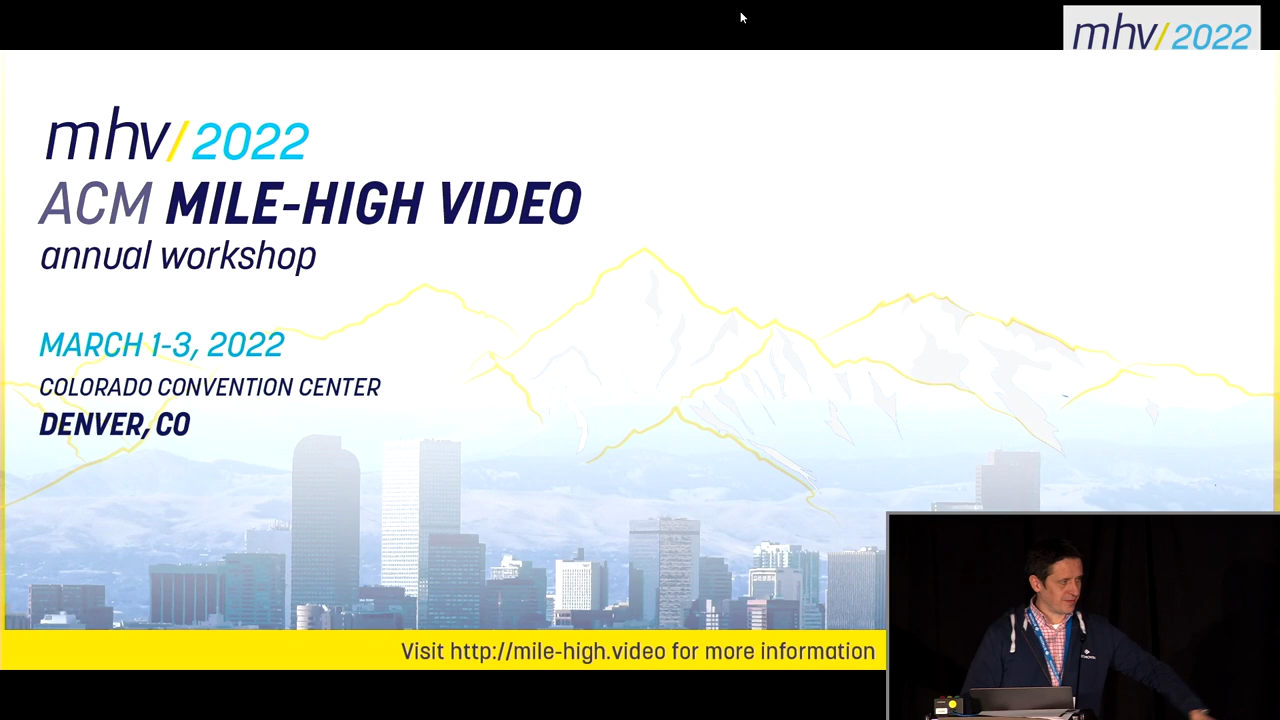 mhv/2022
mhv/2022
ACM MILE-HIGH VIDEO
annual workshop
MARCH 1-3, 2022
COLORADO CONVENTION CENTER
DENVER, CO
Visit http://mile-high.video for more information